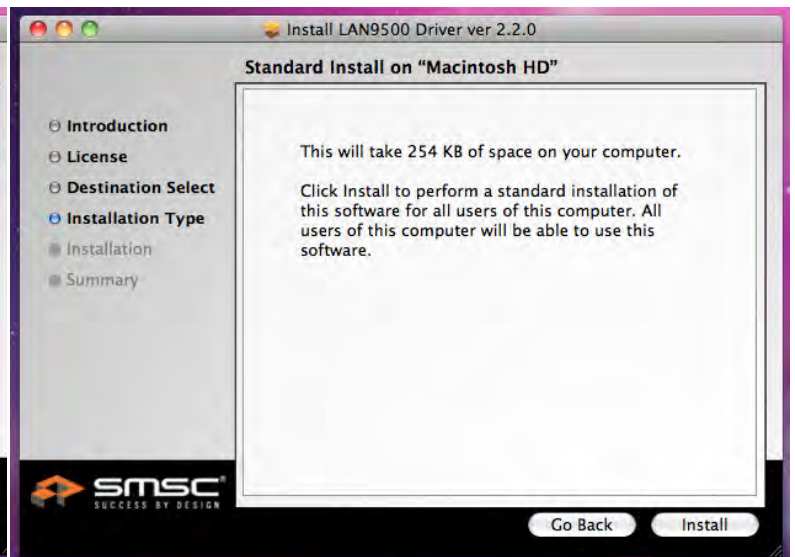 Install LAN9500 Driver ver 2.2.0
Standard Install on “Macintosh HD”
Introduction
License
Destination Select
Installation Type
Installation
Summary
This will take 254 KB of space on your computer.
Click Install to perform a standard installation of
this software for all users of this computer. All
users of this computer will be able to use this
software.
smsc®
SUCCESS BY DESIGN
Go Back
Install